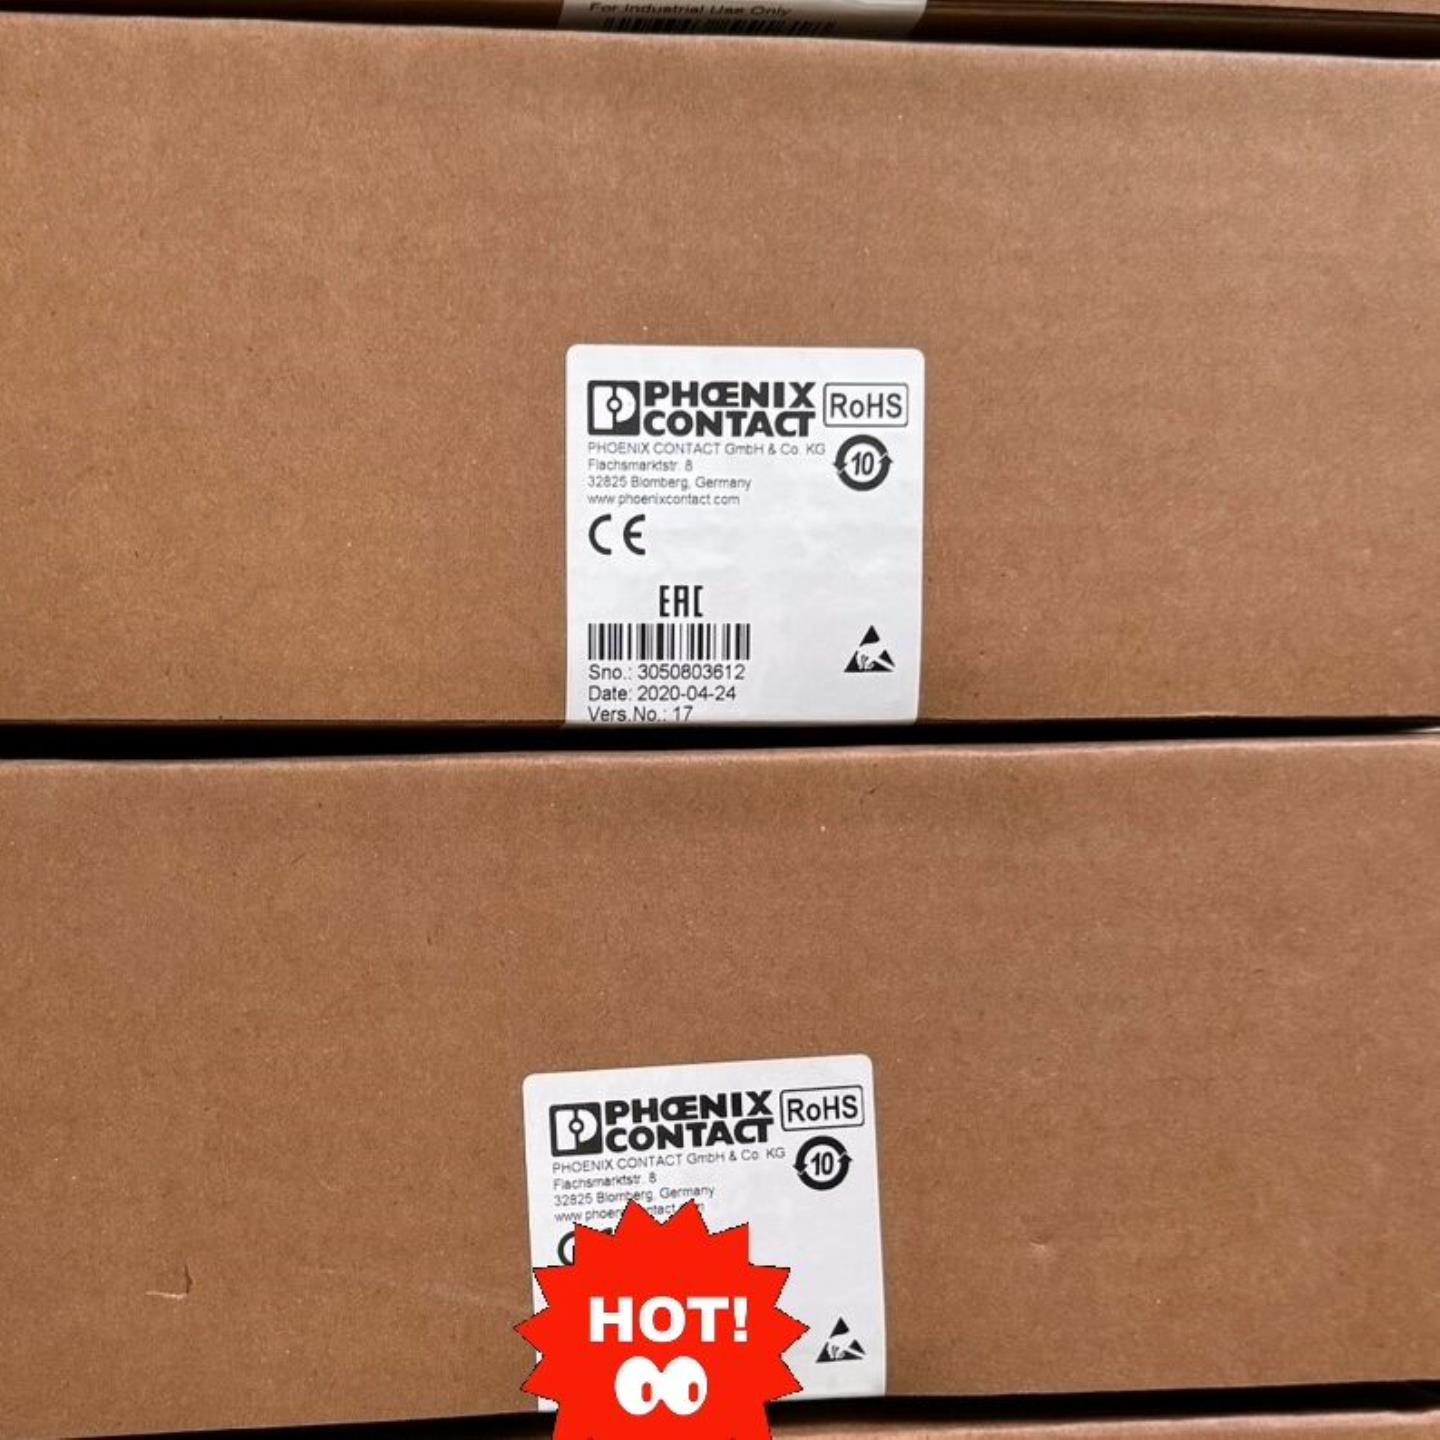 For Industrial Use Only
PHŒNIX
CONTACT
RoHS
PHOENIX CONTACT GmbH & Co. KG
Flachsmarktstr. 8
32825 Blomberg, Germany
www.phoenixcontact.com
10
CE
EAC
Sno.: 3050803612
Date: 2020-04-24
Vers.No.: 17
PHŒNIX
CONTACT
RoHS
PHOENIX CONTACT GmbH & Co. KG
Flachsmarktstr. 8
32825 Blomberg, Germany
10
HOT!